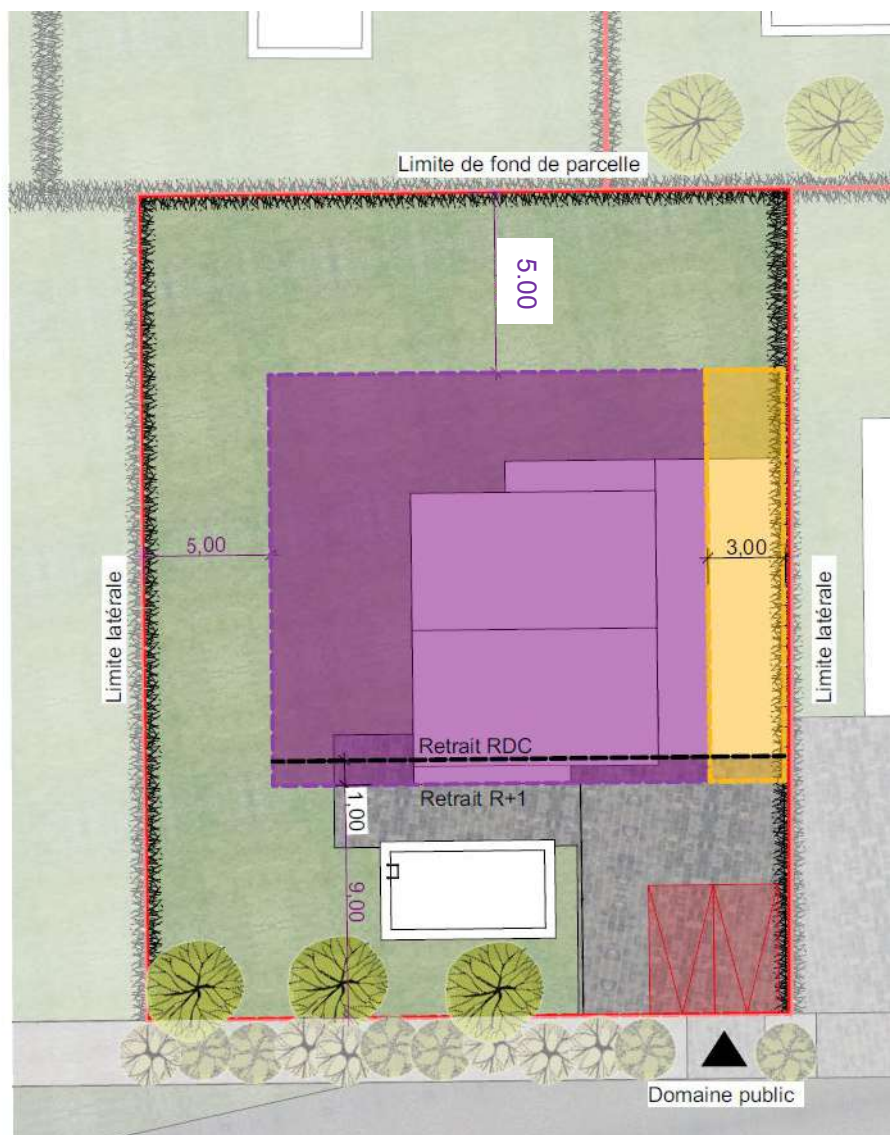 Limite de fond de parcelle
5.00
5,00
3,00
Limite latérale
Limite latérale
Retrait RDC
Retrait R+1
1,00
9,00
Domaine public